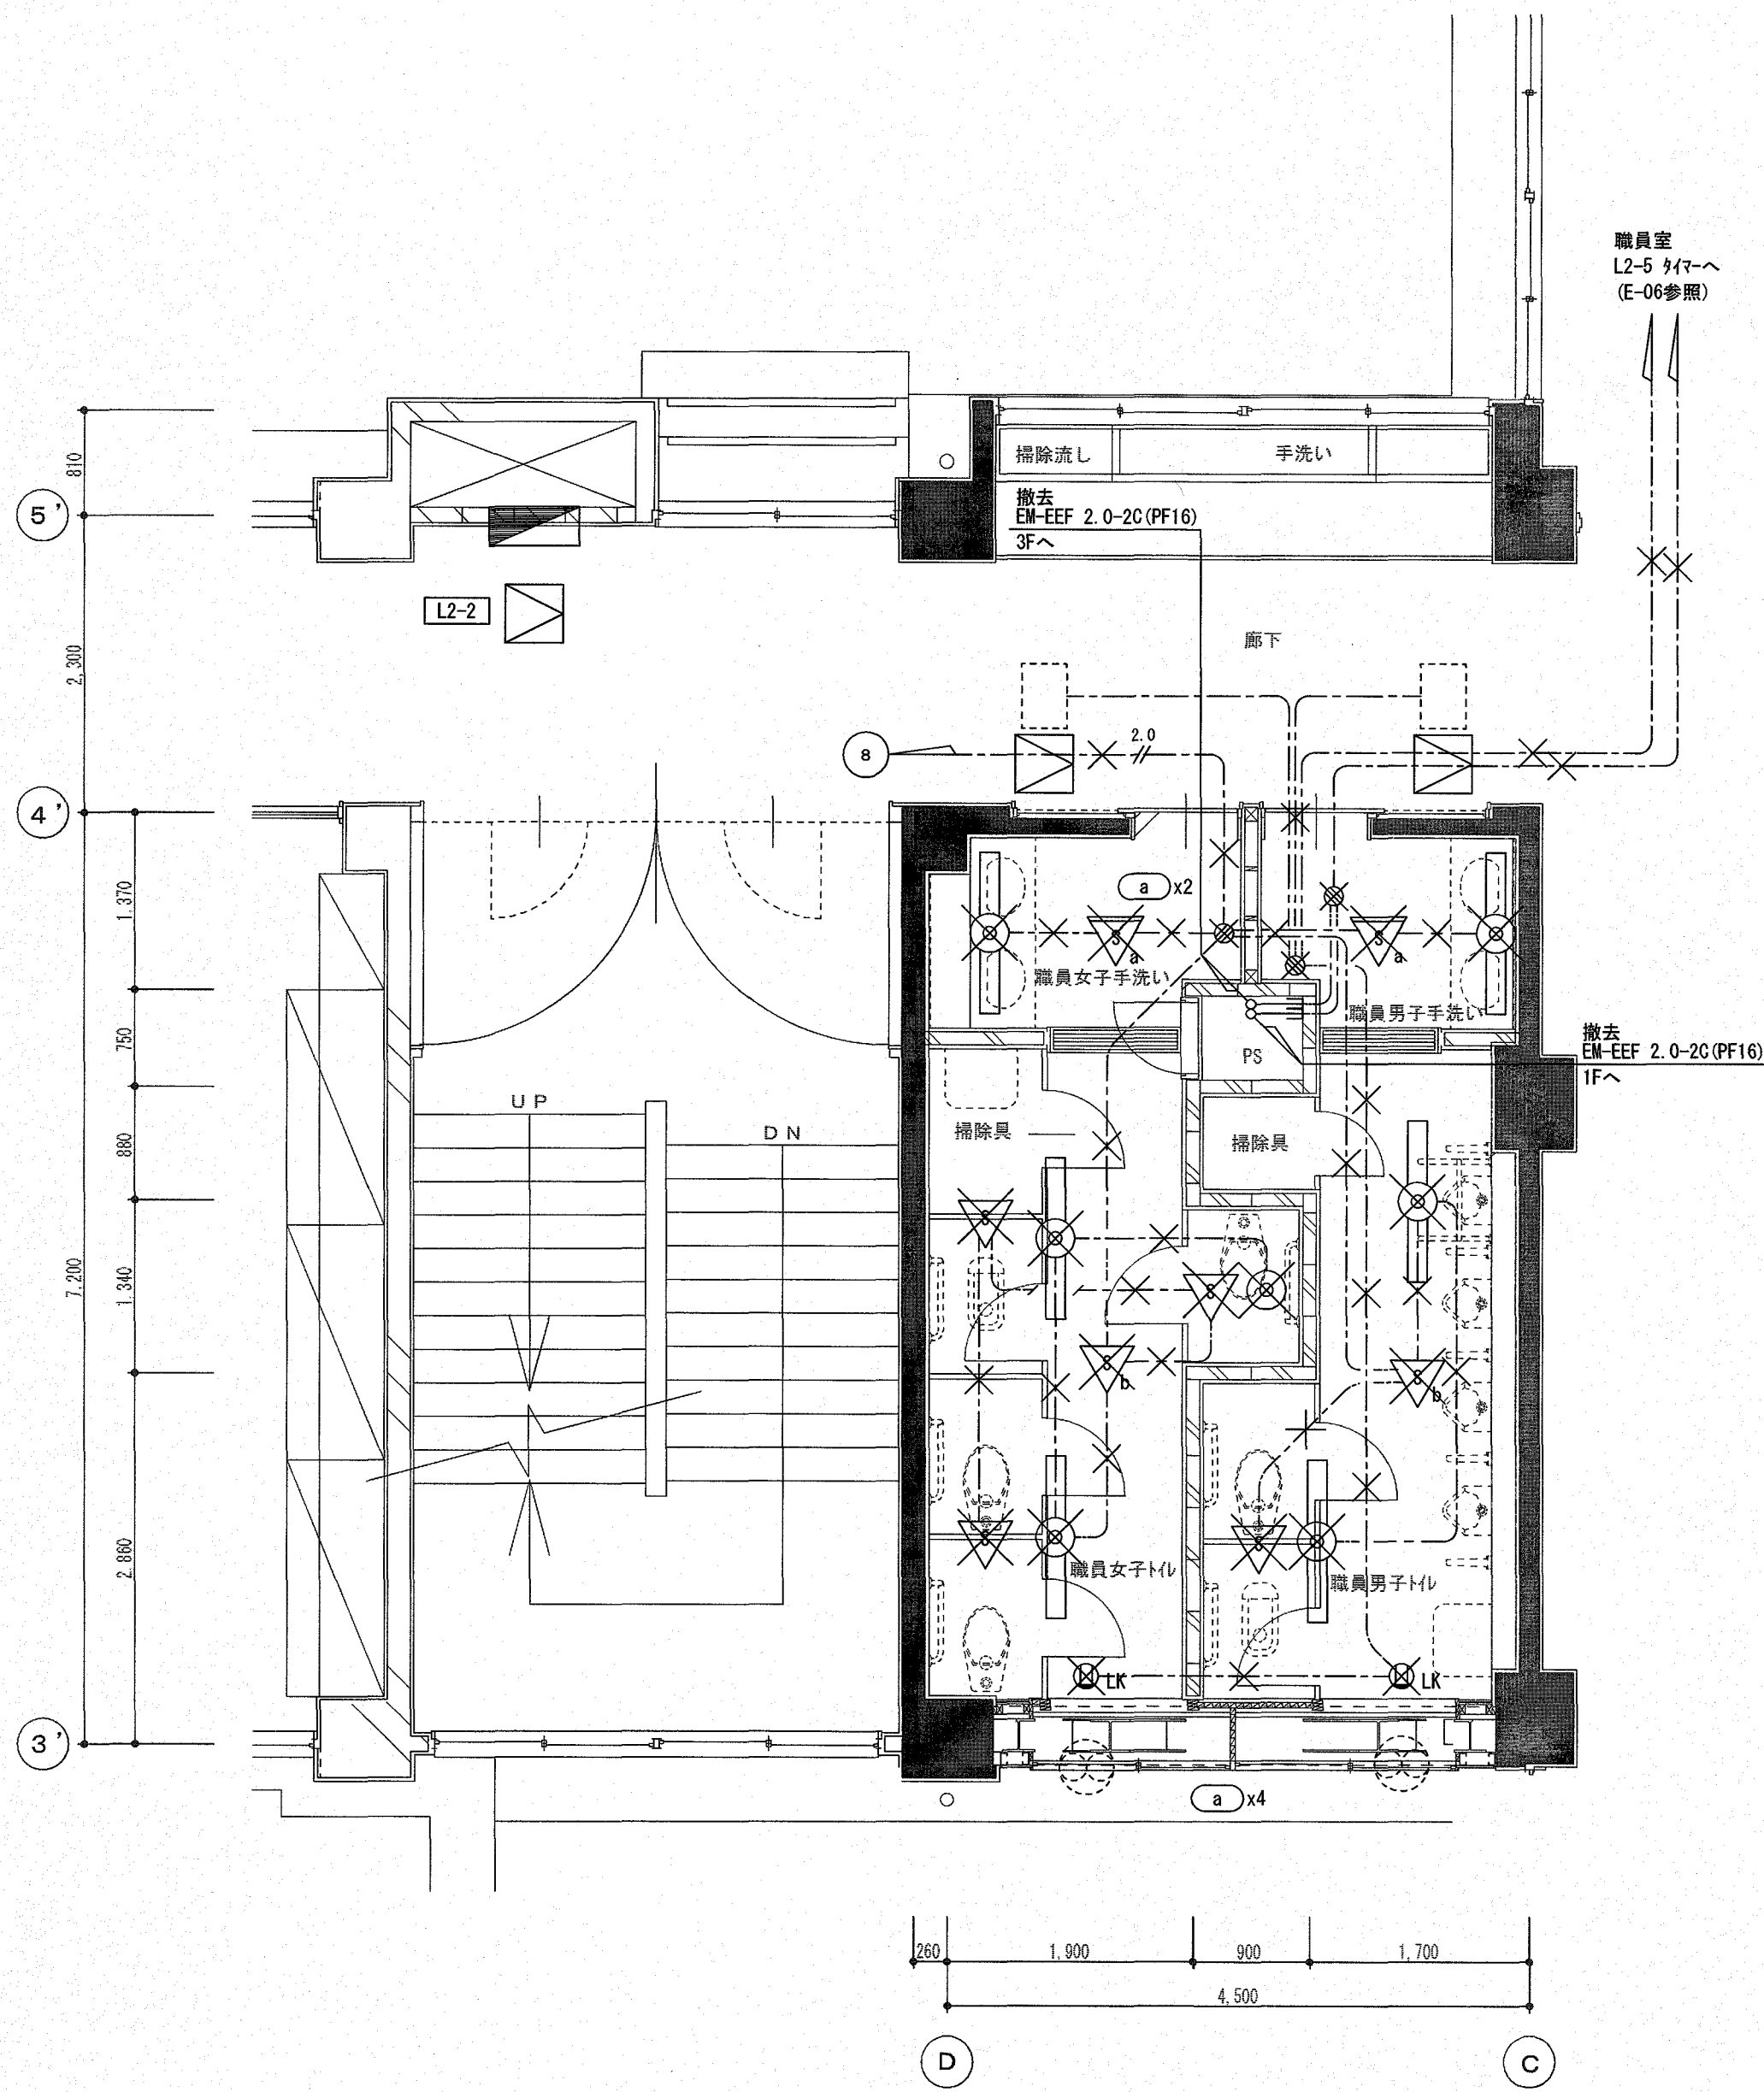 職員室
L2-5 ﾀｲﾏｰへ
(E-06参照)
810
掃除流し
手洗い
5'
撤去
EM-EEF 2.0-2C(PF16)
3Fへ
L2-2
廊下
2,300
8
2.0
4'
1.370
a
x2
S
S
a
a
職員女子手洗い
職員男子手洗い
750
撤去
EM-EEF 2.0-2C(PF16)
1Fへ
PS
UP
DN
掃除具
掃除具
880
S
7,200
1.340
S
S
b
S
b
2.860
S
S
職員女子ﾄｲﾚ
職員男子ﾄｲﾚ
LK
LK
3'
a
x4
260
1,900
900
1,700
4,500
D
C